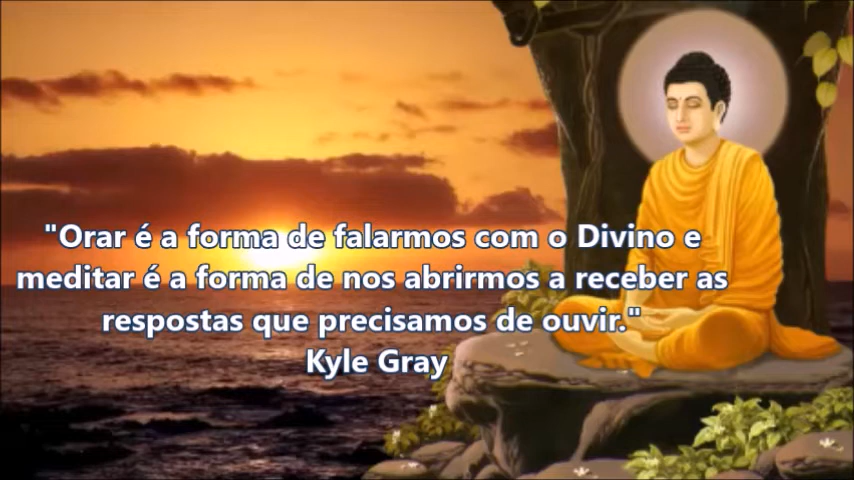 "Orar é a forma de falarmos com o Divino e
meditar é a forma de nos abrirmos a receber as
respostas que precisamos de ouvir."
Kyle Gray